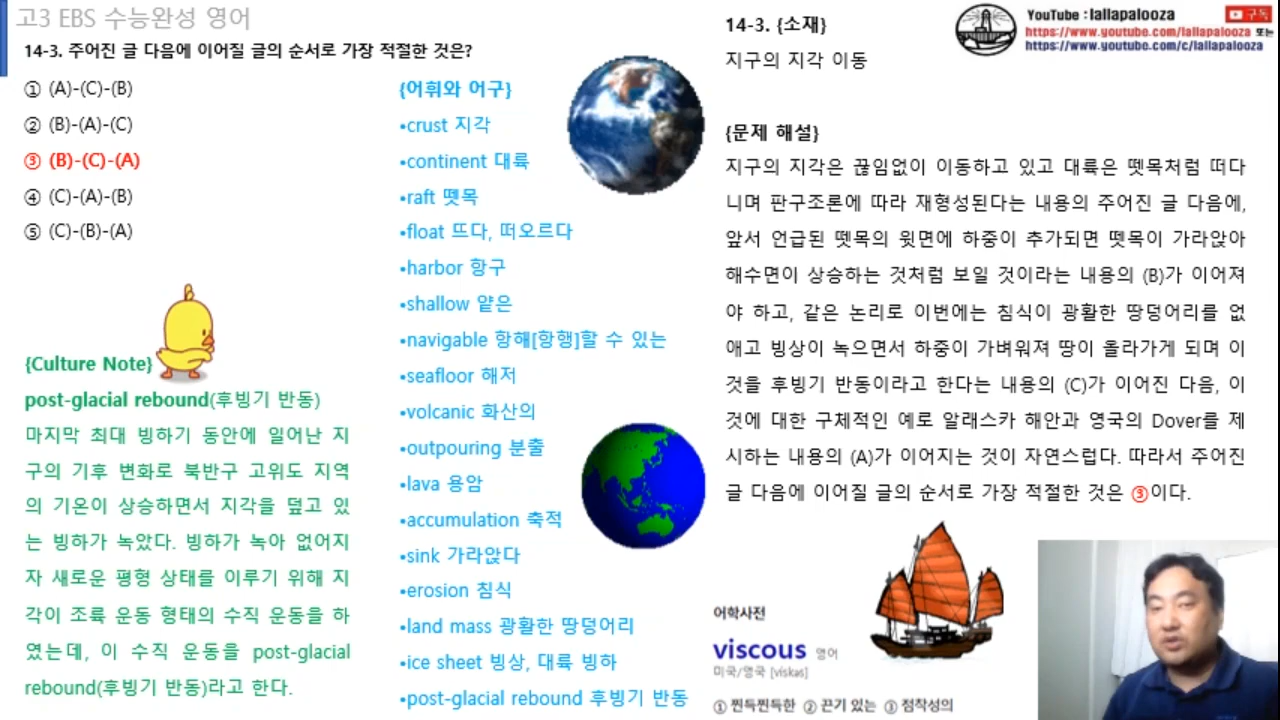 고3 EBS 수능완성 영어
14-3. 주어진 글 다음에 이어질 글의 순서로 가장 적절한 것은?
① (A)-(C)-(B)
② (B)-(A)-(C)
③ (B)-(C)-(A)
④ (C)-(A)-(B)
⑤ (C)-(B)-(A)
{Culture Note}
post-glacial rebound(후빙기 반동)
마지막 최대 빙하기 동안에 일어난 지
구의 기후 변화로 북반구 고위도 지역
의 기온이 상승하면서 지각을 덮고 있
는 빙하가 녹았다. 빙하가 녹아 없어지
자 새로운 평형 상태를 이루기 위해 지
각이 조륙 운동 형태의 수직 운동을 하
였는데, 이 수직 운동을 post-glacial
rebound(후빙기 반동)라고 한다.
{어휘와 어구}
•crust 지각
•continent 대륙
•raft 뗏목
•float 뜨다, 떠오르다
•harbor 항구
•shallow 얕은
•navigable 항해[항행]할 수 있는
•seafloor 해저
•volcanic 화산의
•outpouring 분출
•lava 용암
•accumulation 축적
•sink 가라앉다
•erosion 침식
•land mass 광활한 땅덩어리
•ice sheet 빙상, 대륙 빙하
•post-glacial rebound 후빙기 반동
14-3. {소재}
지구의 지각 이동
{문제 해설}
지구의 지각은 끊임없이 이동하고 있고 대륙은 뗏목처럼 떠다
니며 판구조론에 따라 재형성된다는 내용의 주어진 글 다음에,
앞서 언급된 뗏목의 윗면에 하중이 추가되면 뗏목이 가라앉아
해수면이 상승하는 것처럼 보일 것이라는 내용의 (B)가 이어져
야 하고, 같은 논리로 이번에는 침식이 광활한 땅덩어리를 없
애고 빙상이 녹으면서 하중이 가벼워져 땅이 올라가게 되며 이
것을 후빙기 반동이라고 한다는 내용의 (C)가 이어진 다음, 이
것에 대한 구체적인 예로 알래스카 해안과 영국의 Dover를 제
시하는 내용의 (A)가 이어지는 것이 자연스럽다. 따라서 주어진
글 다음에 이어질 글의 순서로 가장 적절한 것은 ③이다.
어학사전
viscous 영어
미국/영국 [viskəs]
① 찐득찐득한 ② 끈기 있는 ③ 점착성의
YouTube : lallapalooza
구독
https://www.youtube.com/lallapalooza 또는
https://www.youtube.com/c/lallapalooza